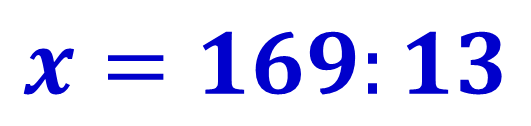 x = 169: 13